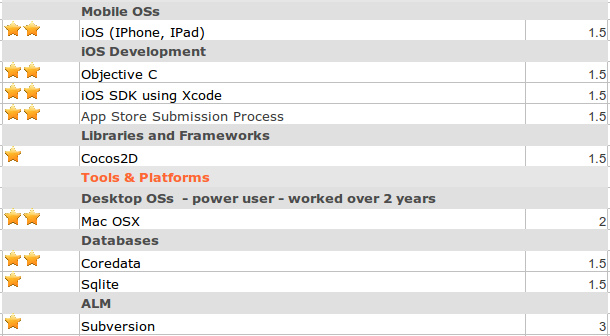 Mobile OSs
iOS (IPhone, IPad) 1.5
iOS Development
Objective C 1.5
iOS SDK using Xcode 1.5
App Store Submission Process 1.5
Libraries and Frameworks
Cocos2D 1.5
Tools & Platforms
Desktop OSs - power user - worked over 2 years
Mac OSX 2
Databases
Coredata 1.5
Sqlite 1.5
ALM
Subversion 3